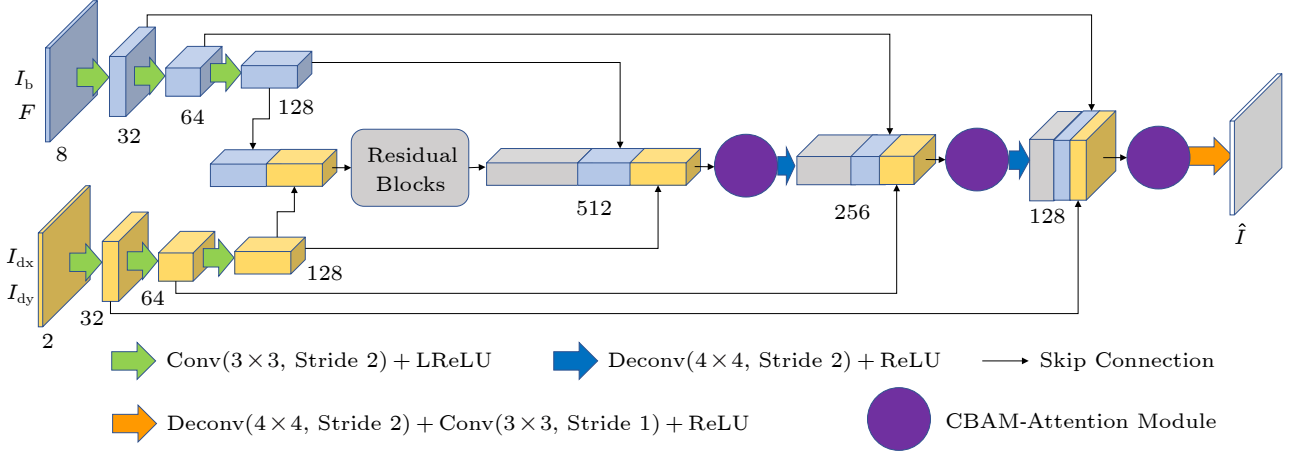 I_b
F
8
32
64
128
Residual
Blocks
512
256
128
Î
I_dx
I_dy
2
32
64
128
Conv(3×3, Stride 2)+LReLU
Deconv(4×4, Stride 2)+ReLU
Skip Connection
Deconv(4×4, Stride 2)+Conv(3×3, Stride 1)+ReLU
CBAM-Attention Module